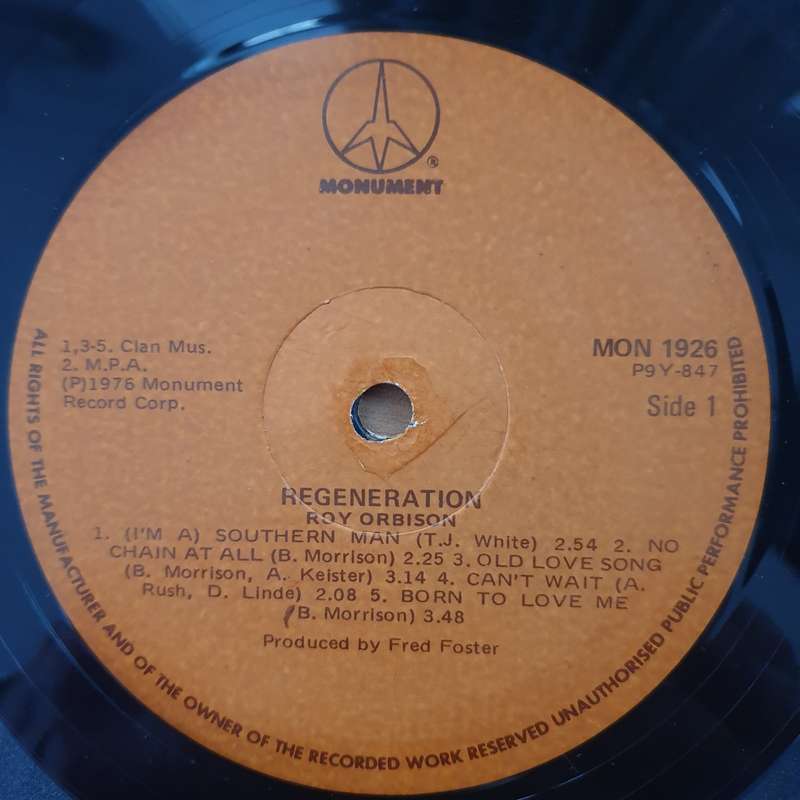 ®
MONUMENT
1,3-5. Clan Mus.
2. M.P.A.
(P)1976 Monument
Record Corp.
MON 1926
P9Y-847
Side 1
REGENERATION
ROY ORBISON
1. (I'M A) SOUTHERN MAN (T.J. White) 2.54 2. NO
CHAIN AT ALL (B. Morrison) 2.25 3. OLD LOVE SONG
(B. Morrison, A. Keister) 3.14 4. CAN'T WAIT (A.
Rush, D. Linde) 2.08 5. BORN TO LOVE ME
(B. Morrison) 3.48
Produced by Fred Foster
ALL RIGHTS OF THE MANUFACTURER AND OF THE OWNER OF THE RECORDED WORK RESERVED UNAUTHORISED PUBLIC PERFORMANCE PROHIBITED